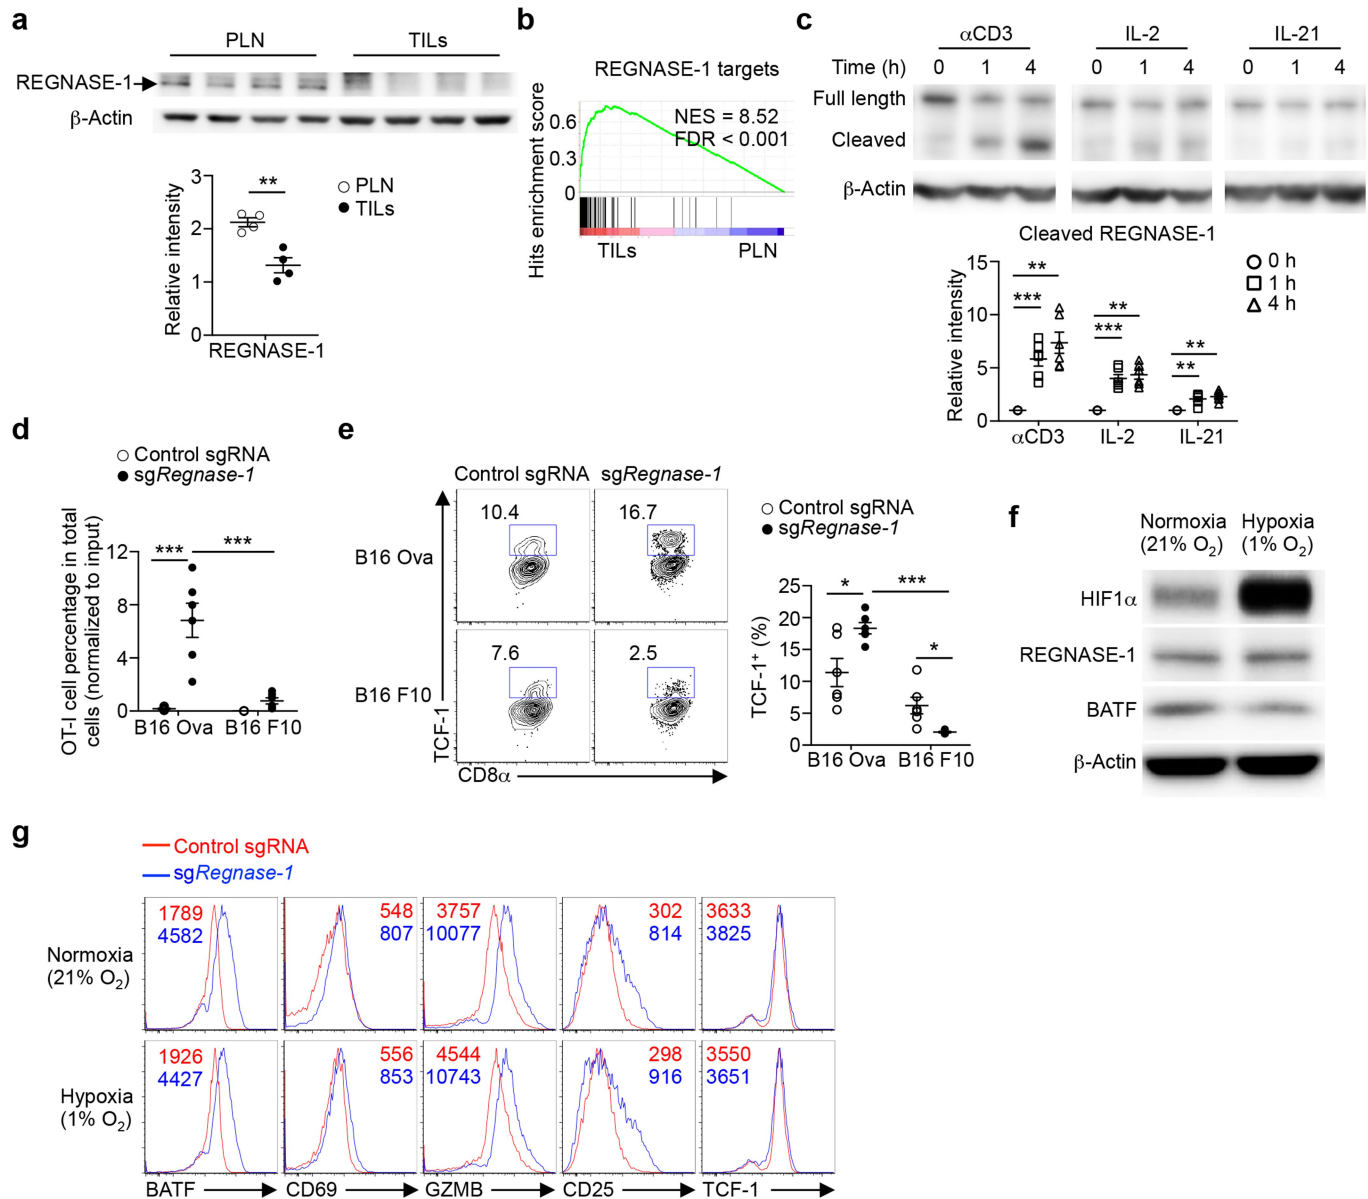 a
PLN
TILs
REGNASE-1
β-Actin
Relative intensity
3
2
1
0
**
PLN
TILs
REGNASE-1
b
REGNASE-1 targets
Hits enrichment score
0.6
0.3
0
NES = 8.52
FDR < 0.001
TILs
PLN
c
αCD3
IL-2
IL-21
Time (h)
0 1 4
0 1 4
0 1 4
Full length
Cleaved
β-Actin
Cleaved REGNASE-1
Relative intensity
15
10
5
0
**
***
**
***
**
**
0 h
1 h
4 h
αCD3
IL-2
IL-21
d
Control sgRNA
sgRegnase-1
OT-I cell percentage in total
cells (normalized to input)
12
8
4
0
***
***
B16 Ova
B16 F10
e
Control sgRNA
sgRegnase-1
B16 Ova
10.4
16.7
B16 F10
7.6
2.5
TCF-1
CD8α
Control sgRNA
sgRegnase-1
TCF-1⁺ (%)
25
20
15
10
5
0
*
***
*
B16 Ova
B16 F10
f
Normoxia
(21% O₂)
Hypoxia
(1% O₂)
HIF1α
REGNASE-1
BATF
β-Actin
g
Control sgRNA
sgRegnase-1
Normoxia
(21% O₂)
1789
4582
548
807
3757
10077
302
814
3633
3825
Hypoxia
(1% O₂)
1926
4427
556
853
4544
10743
298
916
3550
3651
BATF
CD69
GZMB
CD25
TCF-1